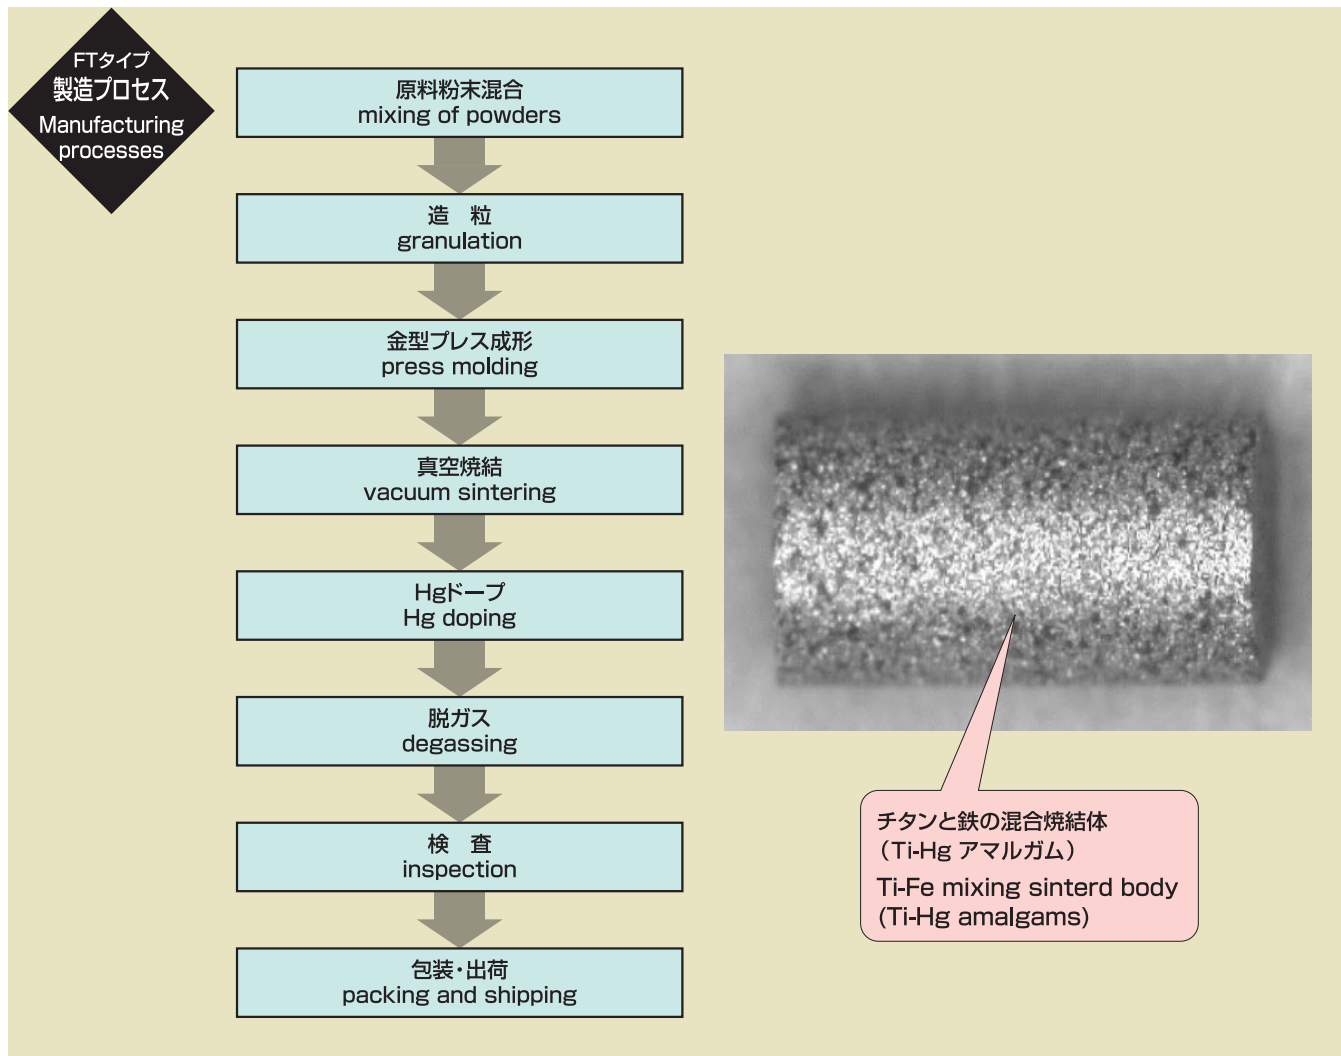 FTタイプ
製造プロセス
Manufacturing
processes
原料粉末混合
mixing of powders
造 粒
granulation
金型プレス成形
press molding
真空焼結
vacuum sintering
Hgドープ
Hg doping
脱ガス
degassing
検 査
inspection
包装・出荷
packing and shipping
チタンと鉄の混合焼結体
(Ti-Hg アマルガム)
Ti-Fe mixing sinterd body
(Ti-Hg amalgams)